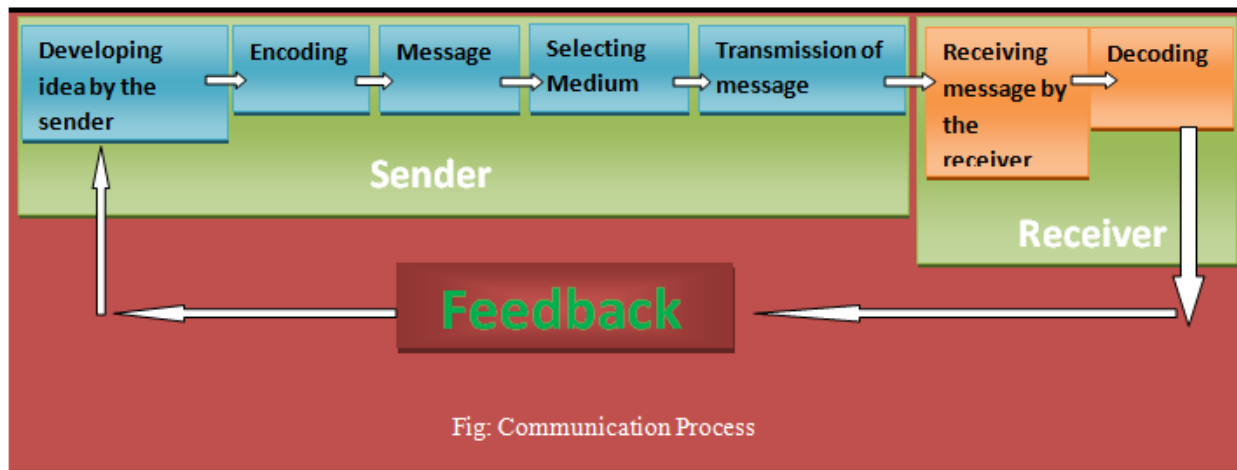 Developing
idea by the
sender
Encoding
Message
Selecting
Medium
Transmission of
message
Receiving
message by
the
receiver
Decoding
Sender
Receiver
Feedback
Fig: Communication Process